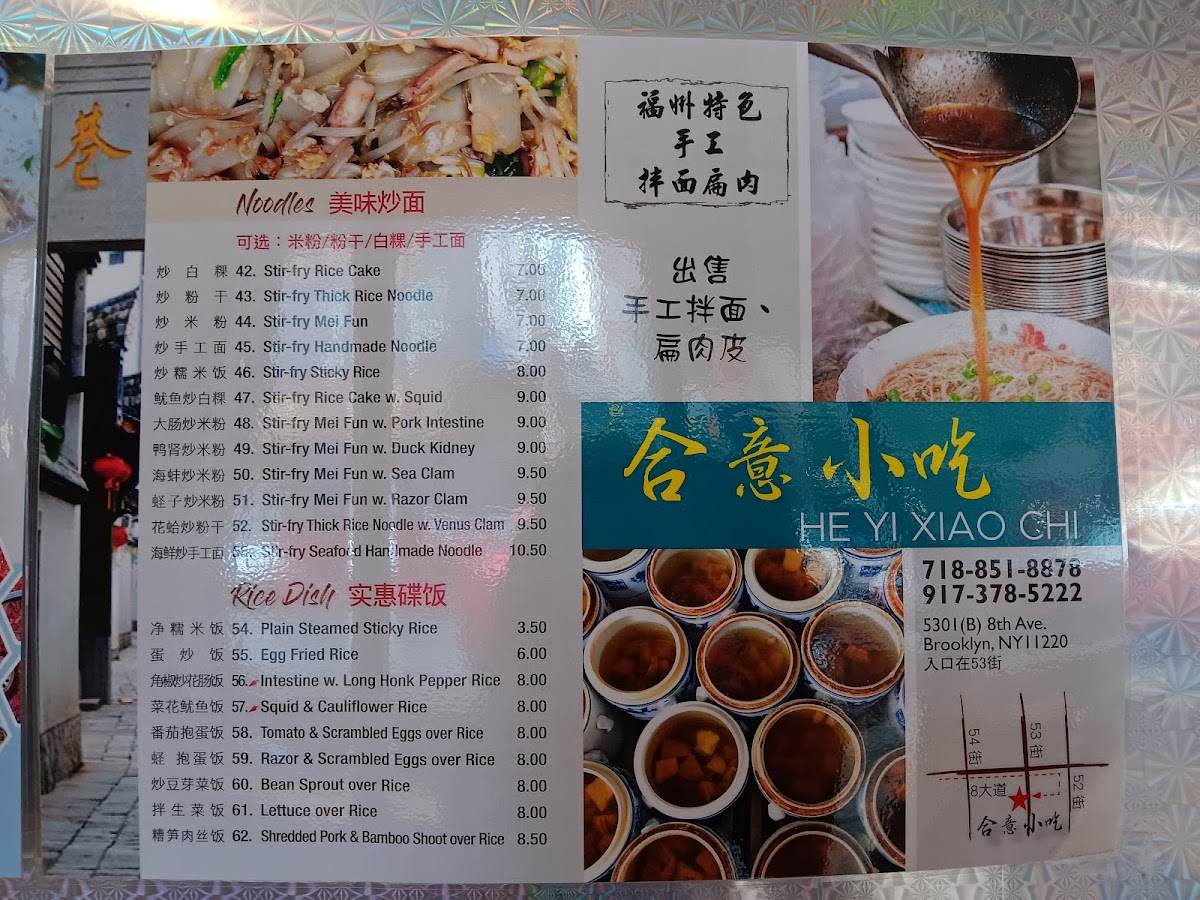 巷
Noodles 美味炒面
可选：米粉/粉干/白粿/手工面
炒白粿 42. Stir-fry Rice Cake 7.00
炒粉干 43. Stir-fry Thick Rice Noodle 7.00
炒米粉 44. Stir-fry Mei Fun 7.00
炒手工面 45. Stir-fry Handmade Noodle 7.00
炒糯米饭 46. Stir-fry Sticky Rice 8.00
鱿鱼炒白粿 47. Stir-fry Rice Cake w. Squid 9.00
大肠炒米粉 48. Stir-fry Mei Fun w. Pork Intestine 9.00
鸭肾炒米粉 49. Stir-fry Mei Fun w. Duck Kidney 9.00
海蚌炒米粉 50. Stir-fry Mei Fun w. Sea Clam 9.50
蛏子炒米粉 51. Stir-fry Mei Fun w. Razor Clam 9.50
花蛤炒粉干 52. Stir-fry Thick Rice Noodle w. Venus Clam 9.50
海鲜炒手工面 Stir-fry Seafood Handmade Noodle 10.50
Rice Dish 实惠碟饭
净糯米饭 54. Plain Steamed Sticky Rice 3.50
蛋炒饭 55. Egg Fried Rice 6.00
角椒炒花肠饭 56. Intestine w. Long Honk Pepper Rice 8.00
菜花鱿鱼饭 57. Squid & Cauliflower Rice 8.00
番茄抱蛋饭 58. Tomato & Scrambled Eggs over Rice 8.00
蛏抱蛋饭 59. Razor & Scrambled Eggs over Rice 8.00
炒豆芽菜饭 60. Bean Sprout over Rice 8.00
拌生菜饭 61. Lettuce over Rice 8.00
糟笋肉丝饭 62. Shredded Pork & Bamboo Shoot over Rice 8.50
福州特色
手工
拌面扁肉
出售
手工拌面、
扁肉皮
合意小吃
HE YI XIAO CHI
718-851-8878
917-378-5222
5301(B) 8th Ave.
Brooklyn, NY11220
入口在53街
54街
53街
52街
8大道
合意小吃